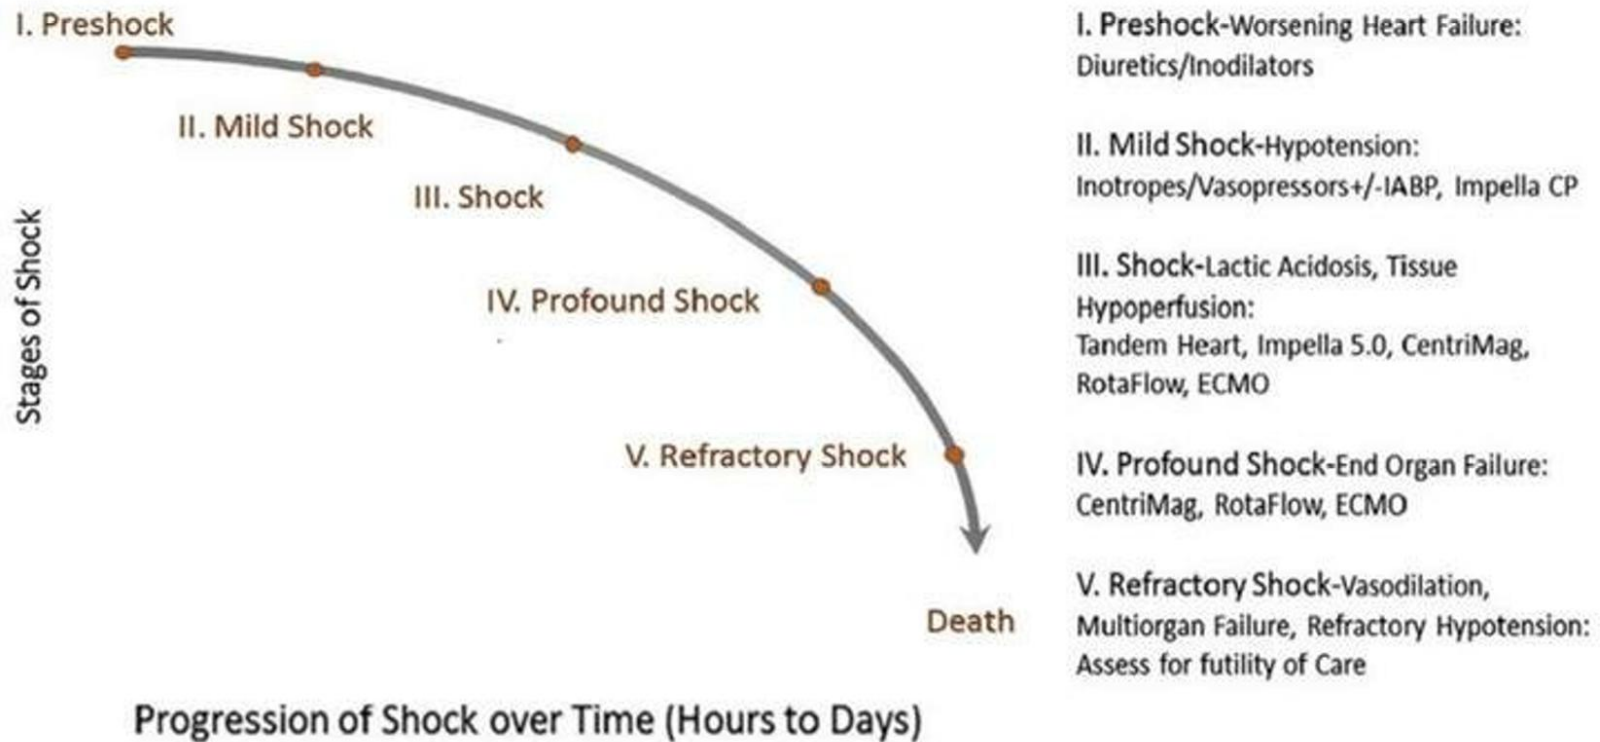 I. Preshock
II. Mild Shock
III. Shock
IV. Profound Shock
V. Refractory Shock
Death
Stages of Shock
Progression of Shock over Time (Hours to Days)
I. Preshock-Worsening Heart Failure:
Diuretics/Inodilators
II. Mild Shock-Hypotension:
Inotropes/Vasopressors+/-IABP, Impella CP
III. Shock-Lactic Acidosis, Tissue
Hypoperfusion:
Tandem Heart, Impella 5.0, CentriMag,
RotaFlow, ECMO
IV. Profound Shock-End Organ Failure:
CentriMag, RotaFlow, ECMO
V. Refractory Shock-Vasodilation,
Multiorgan Failure, Refractory Hypotension:
Assess for futility of Care